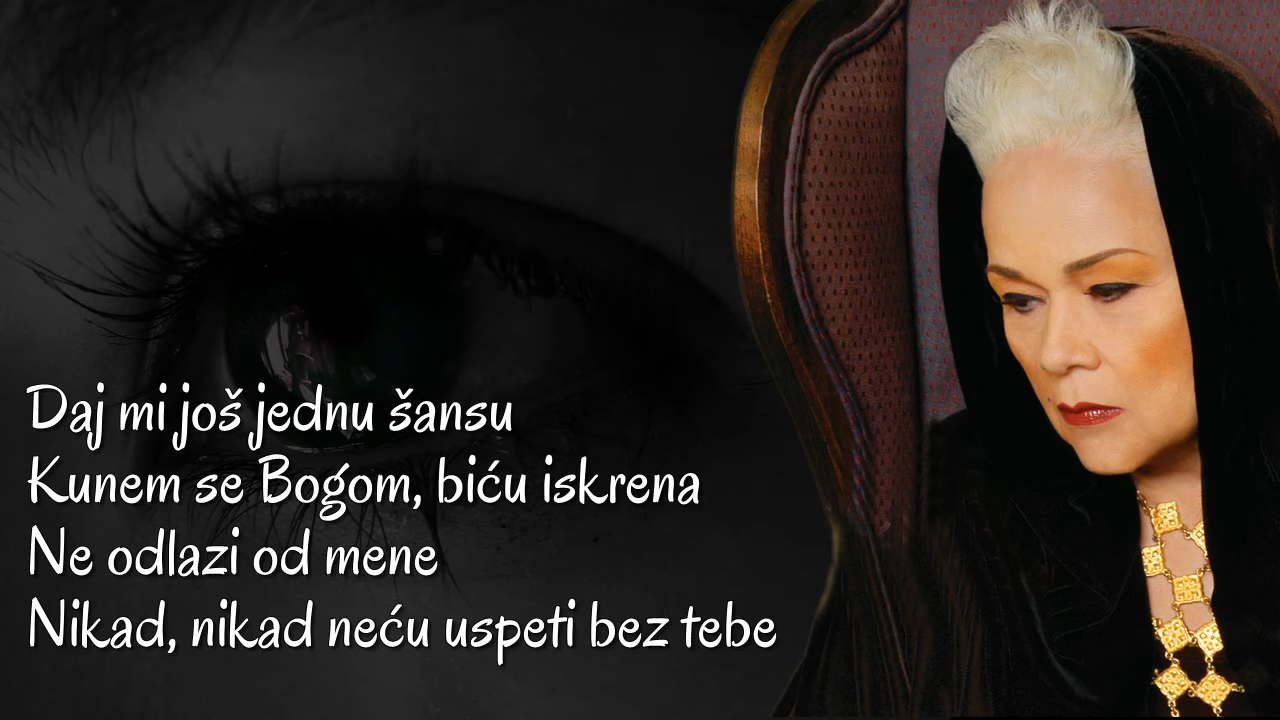 Daj mi još jednu šansu
Kunem se Bogom, biću iskrena
Ne odlazi od mene
Nikad, nikad neću uspeti bez tebe